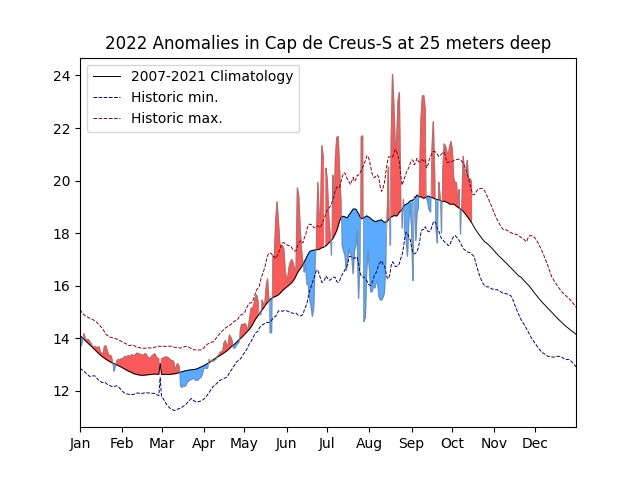 2022 Anomalies in Cap de Creus-S at 25 meters deep
2007-2021 Climatology
Historic min.
Historic max.
24
22
20
18
16
14
12
Jan Feb Mar Apr May Jun Jul Aug Sep Oct Nov Dec